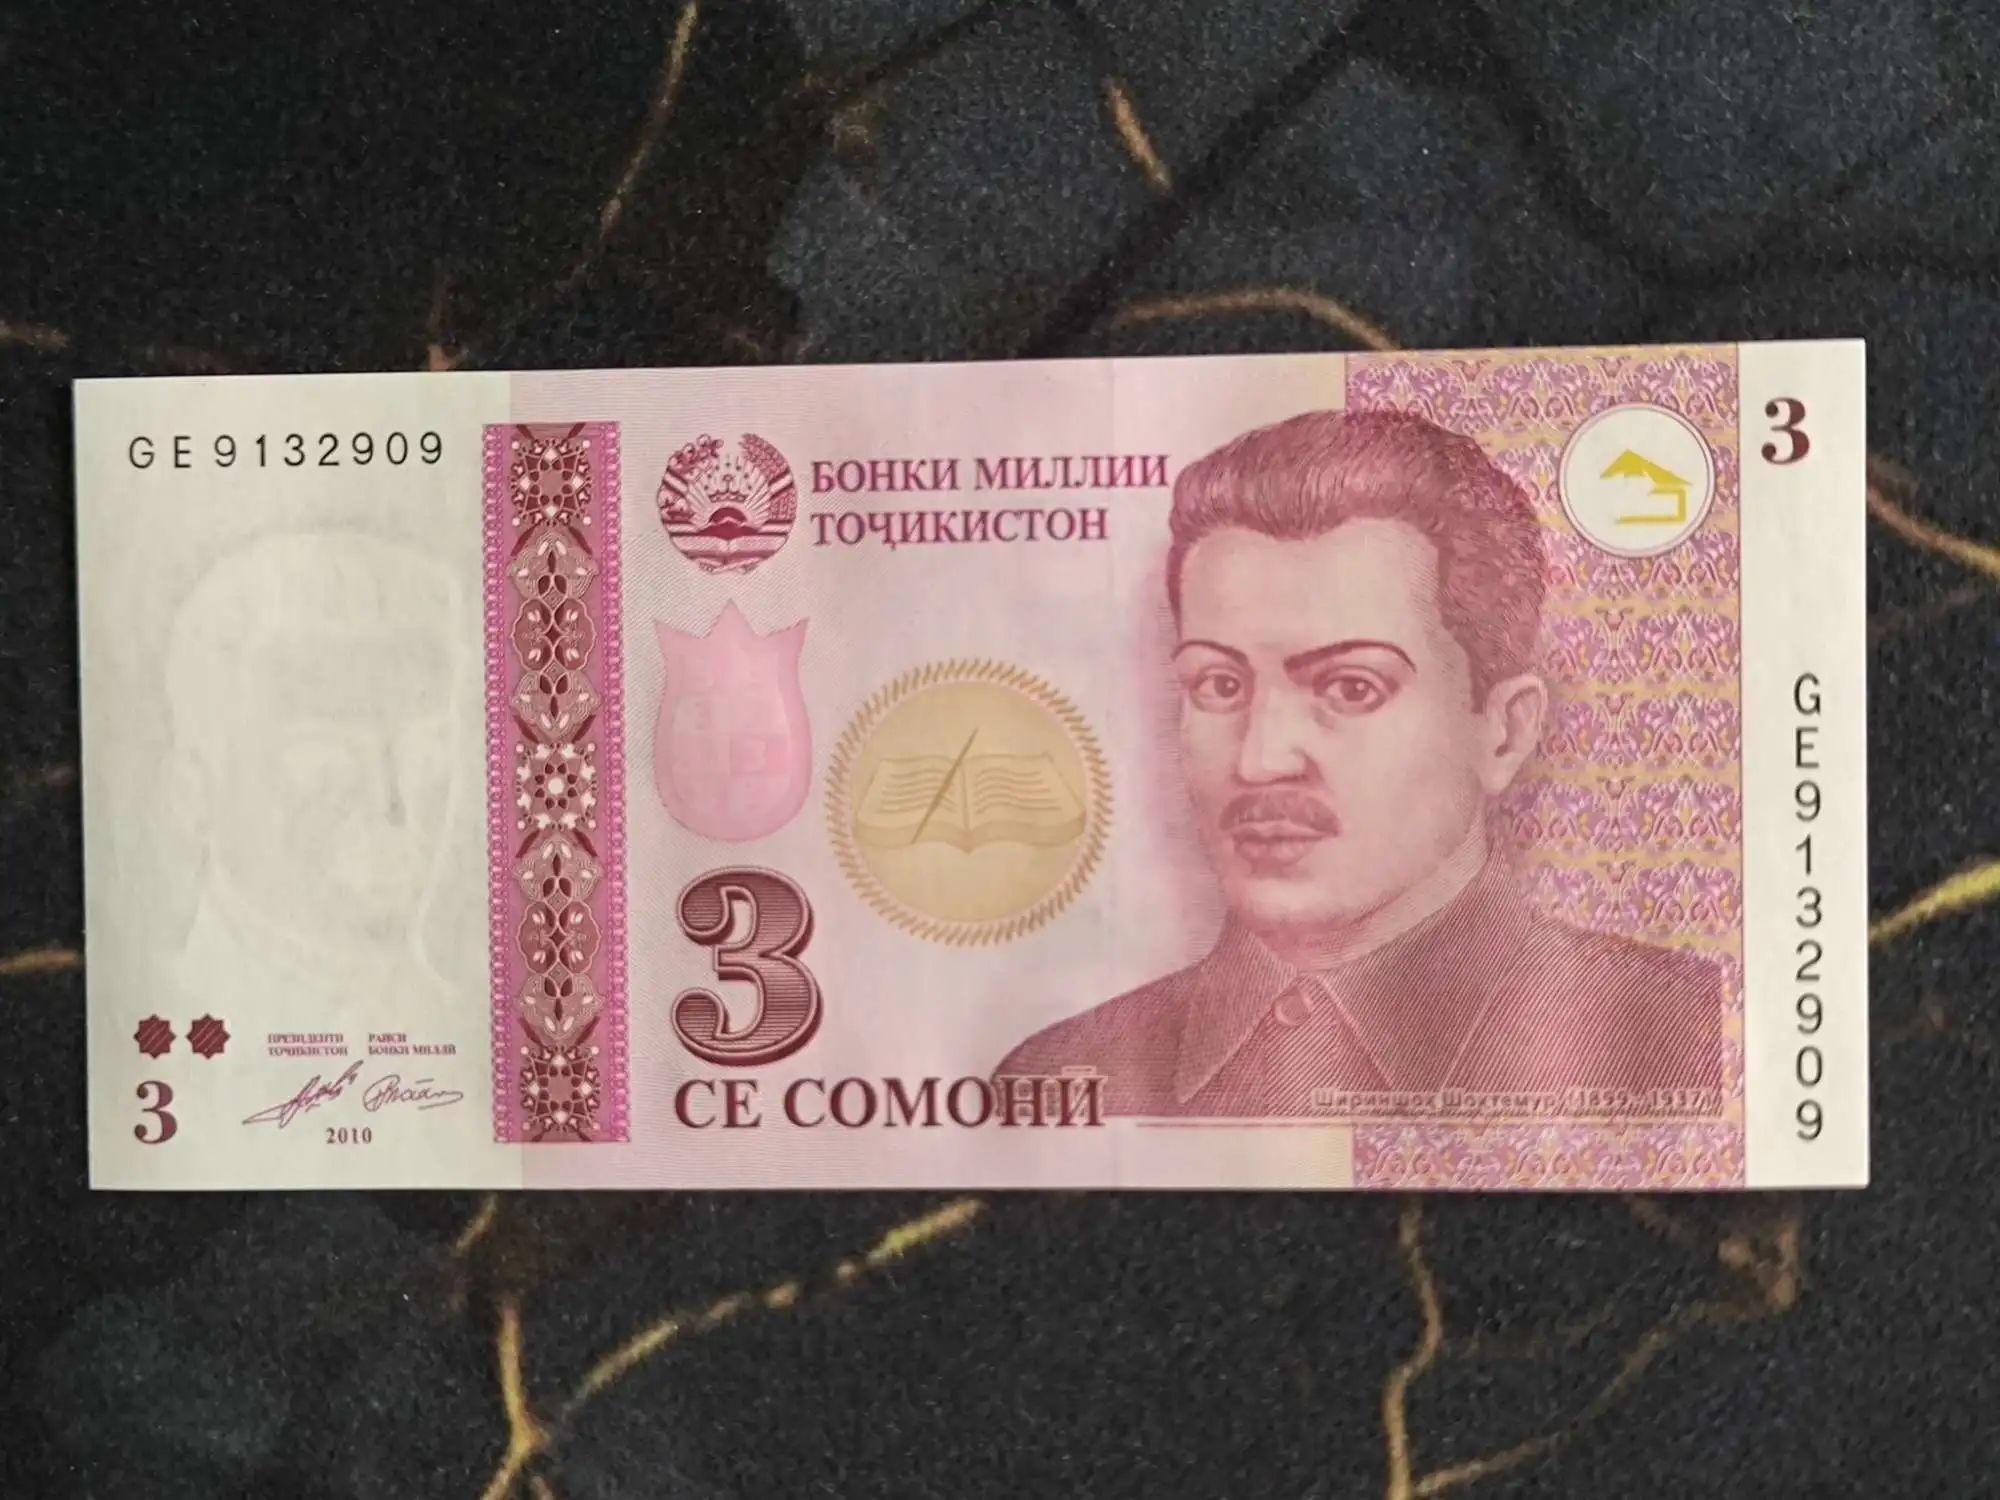 GE9132909
БОНКИ МИЛЛИИ
ТОҶИКИСТОН
3
3
СЕ СОМОНӢ
Шириншоҳ Шоҳтемур (1899 - 1937)
ПРЕЗИДЕНТИ
ТОҶИКИСТОН
РАИСИ
БОНКИ МИЛЛӢ
3
2010
GE9132909